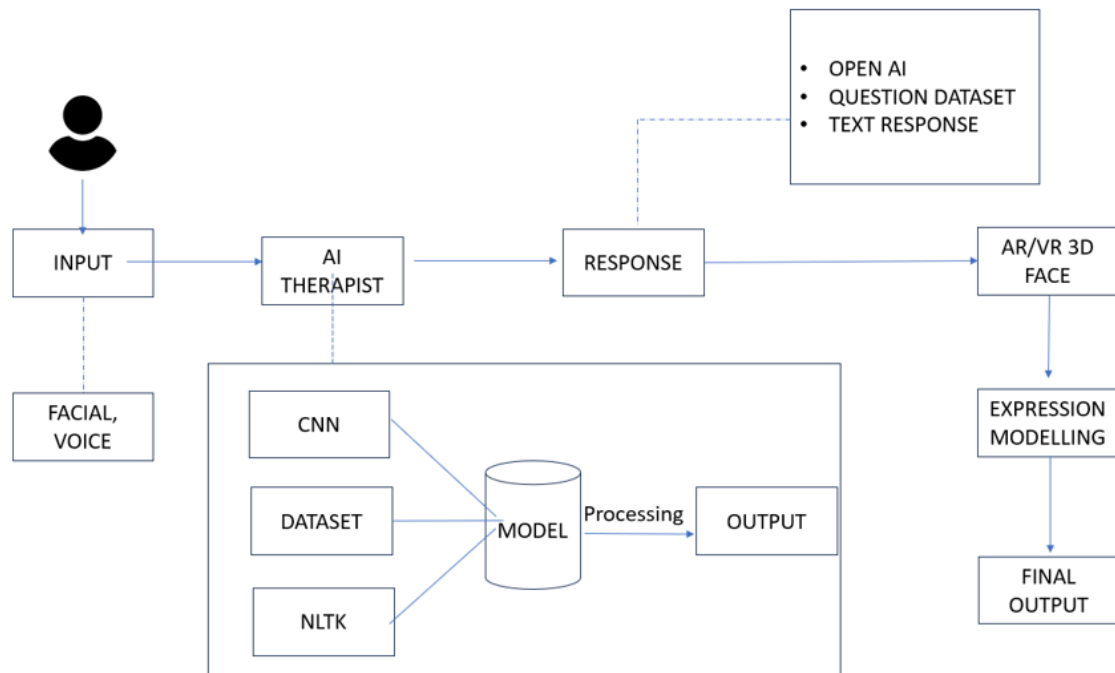 • OPEN AI
• QUESTION DATASET
• TEXT RESPONSE
INPUT
AI
THERAPIST
RESPONSE
AR/VR 3D
FACE
FACIAL,
VOICE
CNN
DATASET
NLTK
MODEL
Processing
OUTPUT
EXPRESSION
MODELLING
FINAL
OUTPUT